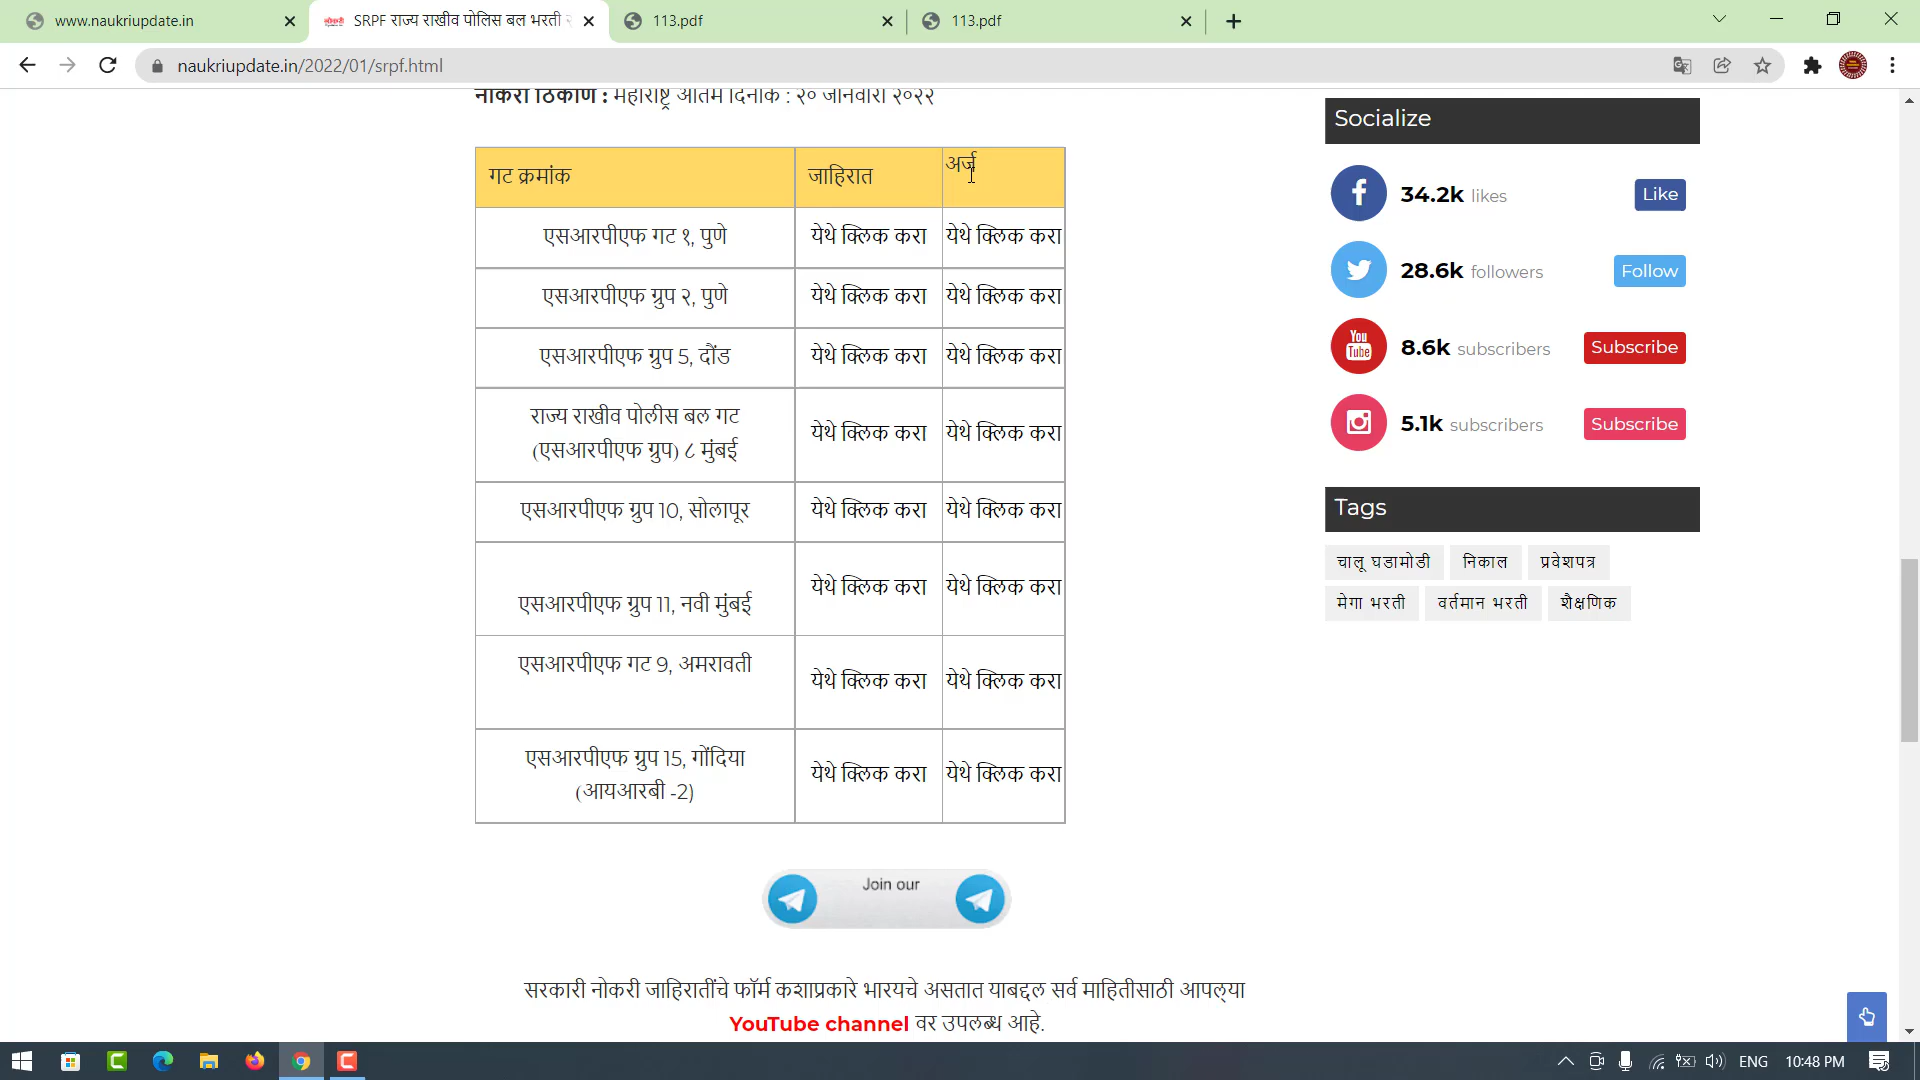 www.naukriupdate.in
SRPF राज्य राखीव पोलिस बल भरती
113.pdf
113.pdf
naukriupdate.in/2022/01/srpf.html
नोकरी ठिकाण : महाराष्ट्र अंतिम दिनांक : २० जानेवारी २०२२
गट क्रमांक जाहिरात अर्ज
एसआरपीएफ गट १, पुणे येथे क्लिक करा येथे क्लिक करा
एसआरपीएफ ग्रुप २, पुणे येथे क्लिक करा येथे क्लिक करा
एसआरपीएफ ग्रुप 5, दौंड येथे क्लिक करा येथे क्लिक करा
राज्य राखीव पोलीस बल गट
(एसआरपीएफ ग्रुप) ८ मुंबई येथे क्लिक करा येथे क्लिक करा
एसआरपीएफ ग्रुप 10, सोलापूर येथे क्लिक करा येथे क्लिक करा
एसआरपीएफ ग्रुप 11, नवी मुंबई येथे क्लिक करा येथे क्लिक करा
एसआरपीएफ गट 9, अमरावती येथे क्लिक करा येथे क्लिक करा
एसआरपीएफ ग्रुप 15, गोंदिया
(आयआरबी -2) येथे क्लिक करा येथे क्लिक करा
Join our
सरकारी नोकरी जाहिरातींचे फॉर्म कशाप्रकारे भारयचे असतात याबद्दल सर्व माहितीसाठी आपल्या
YouTube channel वर उपलब्ध आहे.
Socialize
34.2k likes Like
28.6k followers Follow
You Tube 8.6k subscribers Subscribe
5.1k subscribers Subscribe
Tags
चालू घडामोडी निकाल प्रवेशपत्र
मेगा भरती वर्तमान भरती शैक्षणिक
ENG 10:48 PM